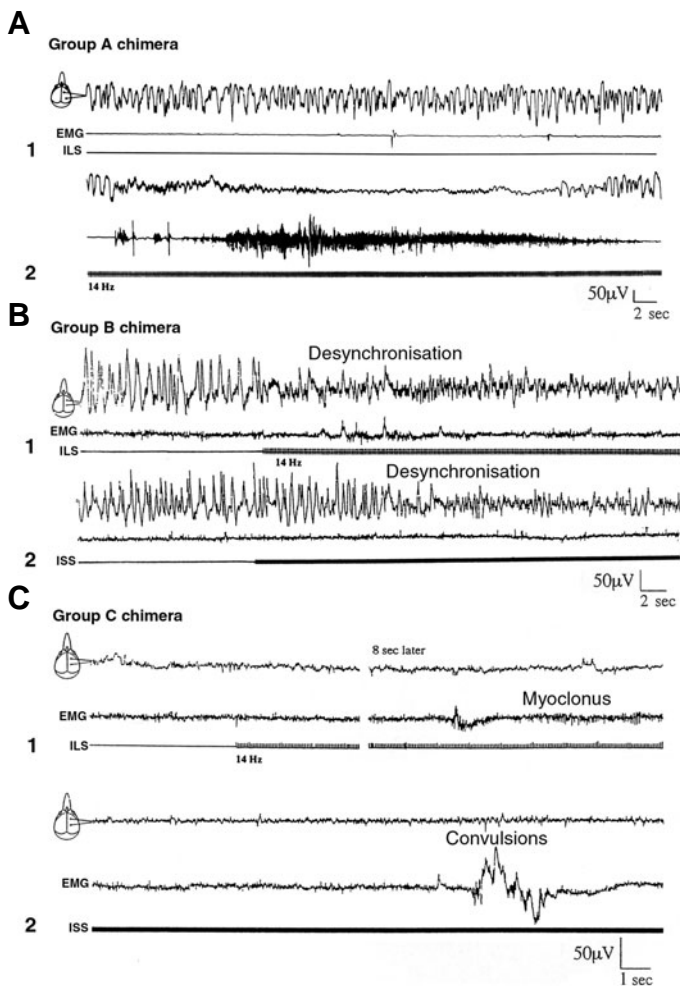 A
Group A chimera
EMG
1
ILS
2
14 Hz
50µV
2 sec
B
Group B chimera
Desynchronisation
EMG
1
ILS
14 Hz
Desynchronisation
2
ISS
50µV
2 sec
C
Group C chimera
8 sec later
Myoclonus
EMG
1
ILS
14 Hz
Convulsions
EMG
2
ISS
50µV
1 sec